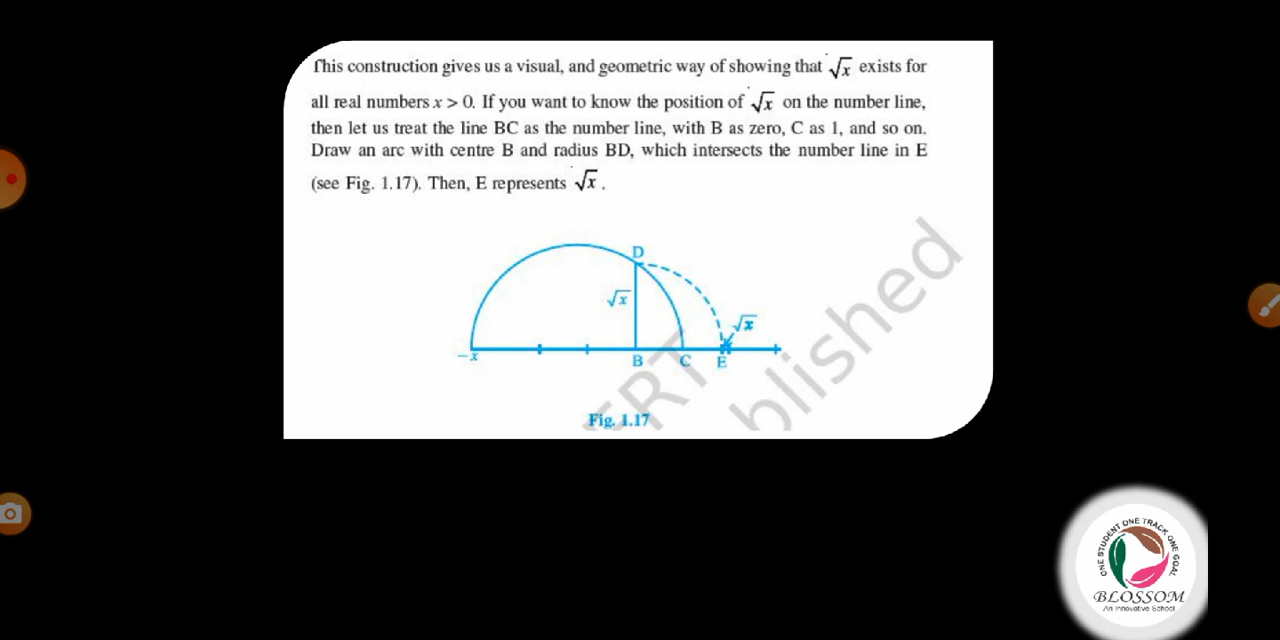 This construction gives us a visual, and geometric way of showing that √x exists for
all real numbers x > 0. If you want to know the position of √x on the number line,
then let us treat the line BC as the number line, with B as zero, C as 1, and so on.
Draw an arc with centre B and radius BD, which intersects the number line in E
(see Fig. 1.17). Then, E represents √x.
D
√x
√x
–x
B
C
E
Fig. 1.17
ERT
blished
ONE STUDENT ONE TRACK ONE GOAL
BLOSSOM
An Innovative School